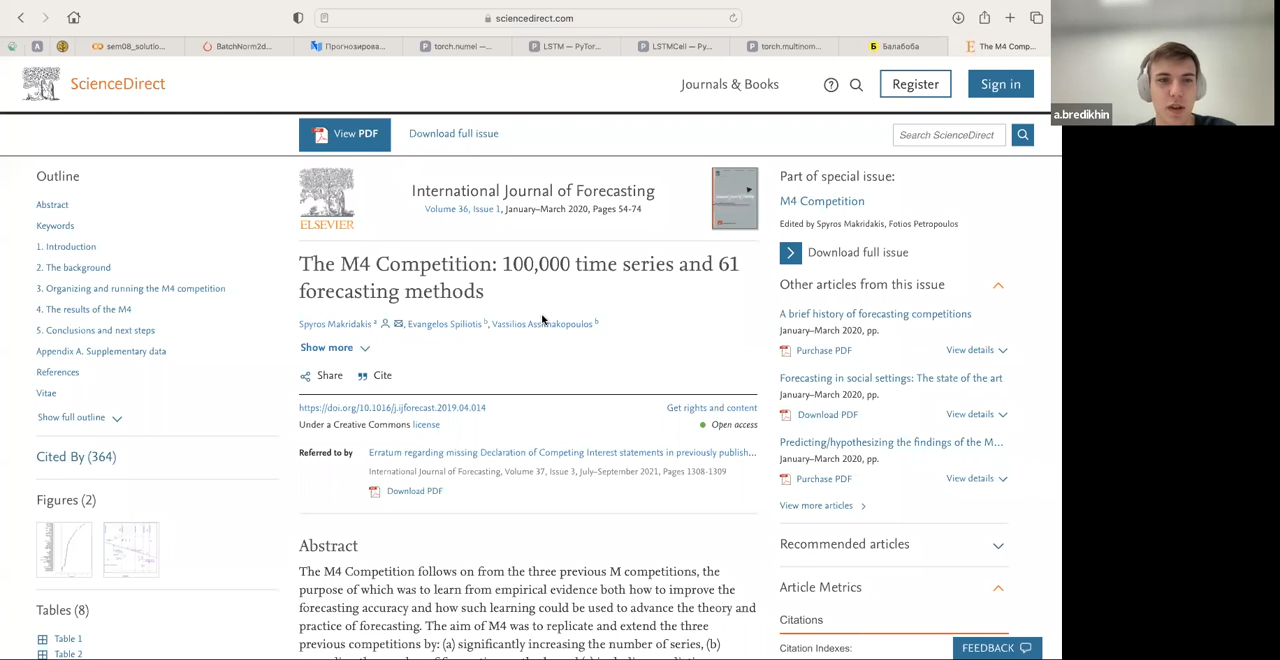 sciencedirect.com
sem08_solutio...
BatchNorm2d...
Прогнозирова...
torch.numel —...
LSTM — PyTor...
LSTMCell — Py...
torch.multinom...
Балабоба
The M4 Comp...
ScienceDirect
Journals & Books
Register
Sign in
View PDF
Download full issue
Search ScienceDirect
a.bredikhin
Outline
Abstract
Keywords
1. Introduction
2. The background
3. Organizing and running the M4 competition
4. The results of the M4
5. Conclusions and next steps
Appendix A. Supplementary data
References
Vitae
Show full outline
Cited By (364)
Figures (2)
Tables (8)
Table 1
Table 2
ELSEVIER
International Journal of Forecasting
Volume 36, Issue 1, January–March 2020, Pages 54-74
The M4 Competition: 100,000 time series and 61
forecasting methods
Spyros Makridakis a, Evangelos Spiliotis b, Vassilios Assimakopoulos b
Show more
Share Cite
https://doi.org/10.1016/j.ijforecast.2019.04.014
Get rights and content
Under a Creative Commons license
Open access
Referred to by
Erratum regarding missing Declaration of Competing Interest statements in previously publish...
International Journal of Forecasting, Volume 37, Issue 3, July–September 2021, Pages 1308-1309
Download PDF
Abstract
The M4 Competition follows on from the three previous M competitions, the
purpose of which was to learn from empirical evidence both how to improve the
forecasting accuracy and how such learning could be used to advance the theory and
practice of forecasting. The aim of M4 was to replicate and extend the three
previous competitions by: (a) significantly increasing the number of series, (b)
Part of special issue:
M4 Competition
Edited by Spyros Makridakis, Fotios Petropoulos
Download full issue
Other articles from this issue
A brief history of forecasting competitions
January–March 2020, pp.
Purchase PDF
View details
Forecasting in social settings: The state of the art
January–March 2020, pp.
Download PDF
View details
Predicting/hypothesizing the findings of the M...
January–March 2020, pp.
Purchase PDF
View details
View more articles
Recommended articles
Article Metrics
Citations
Citation Indexes:
FEEDBACK